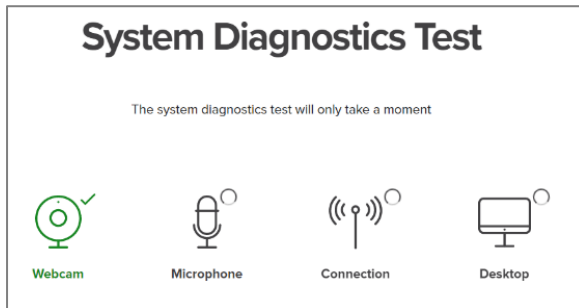 System Diagnostics Test
The system diagnostics test will only take a moment
Webcam
Microphone
Connection
Desktop